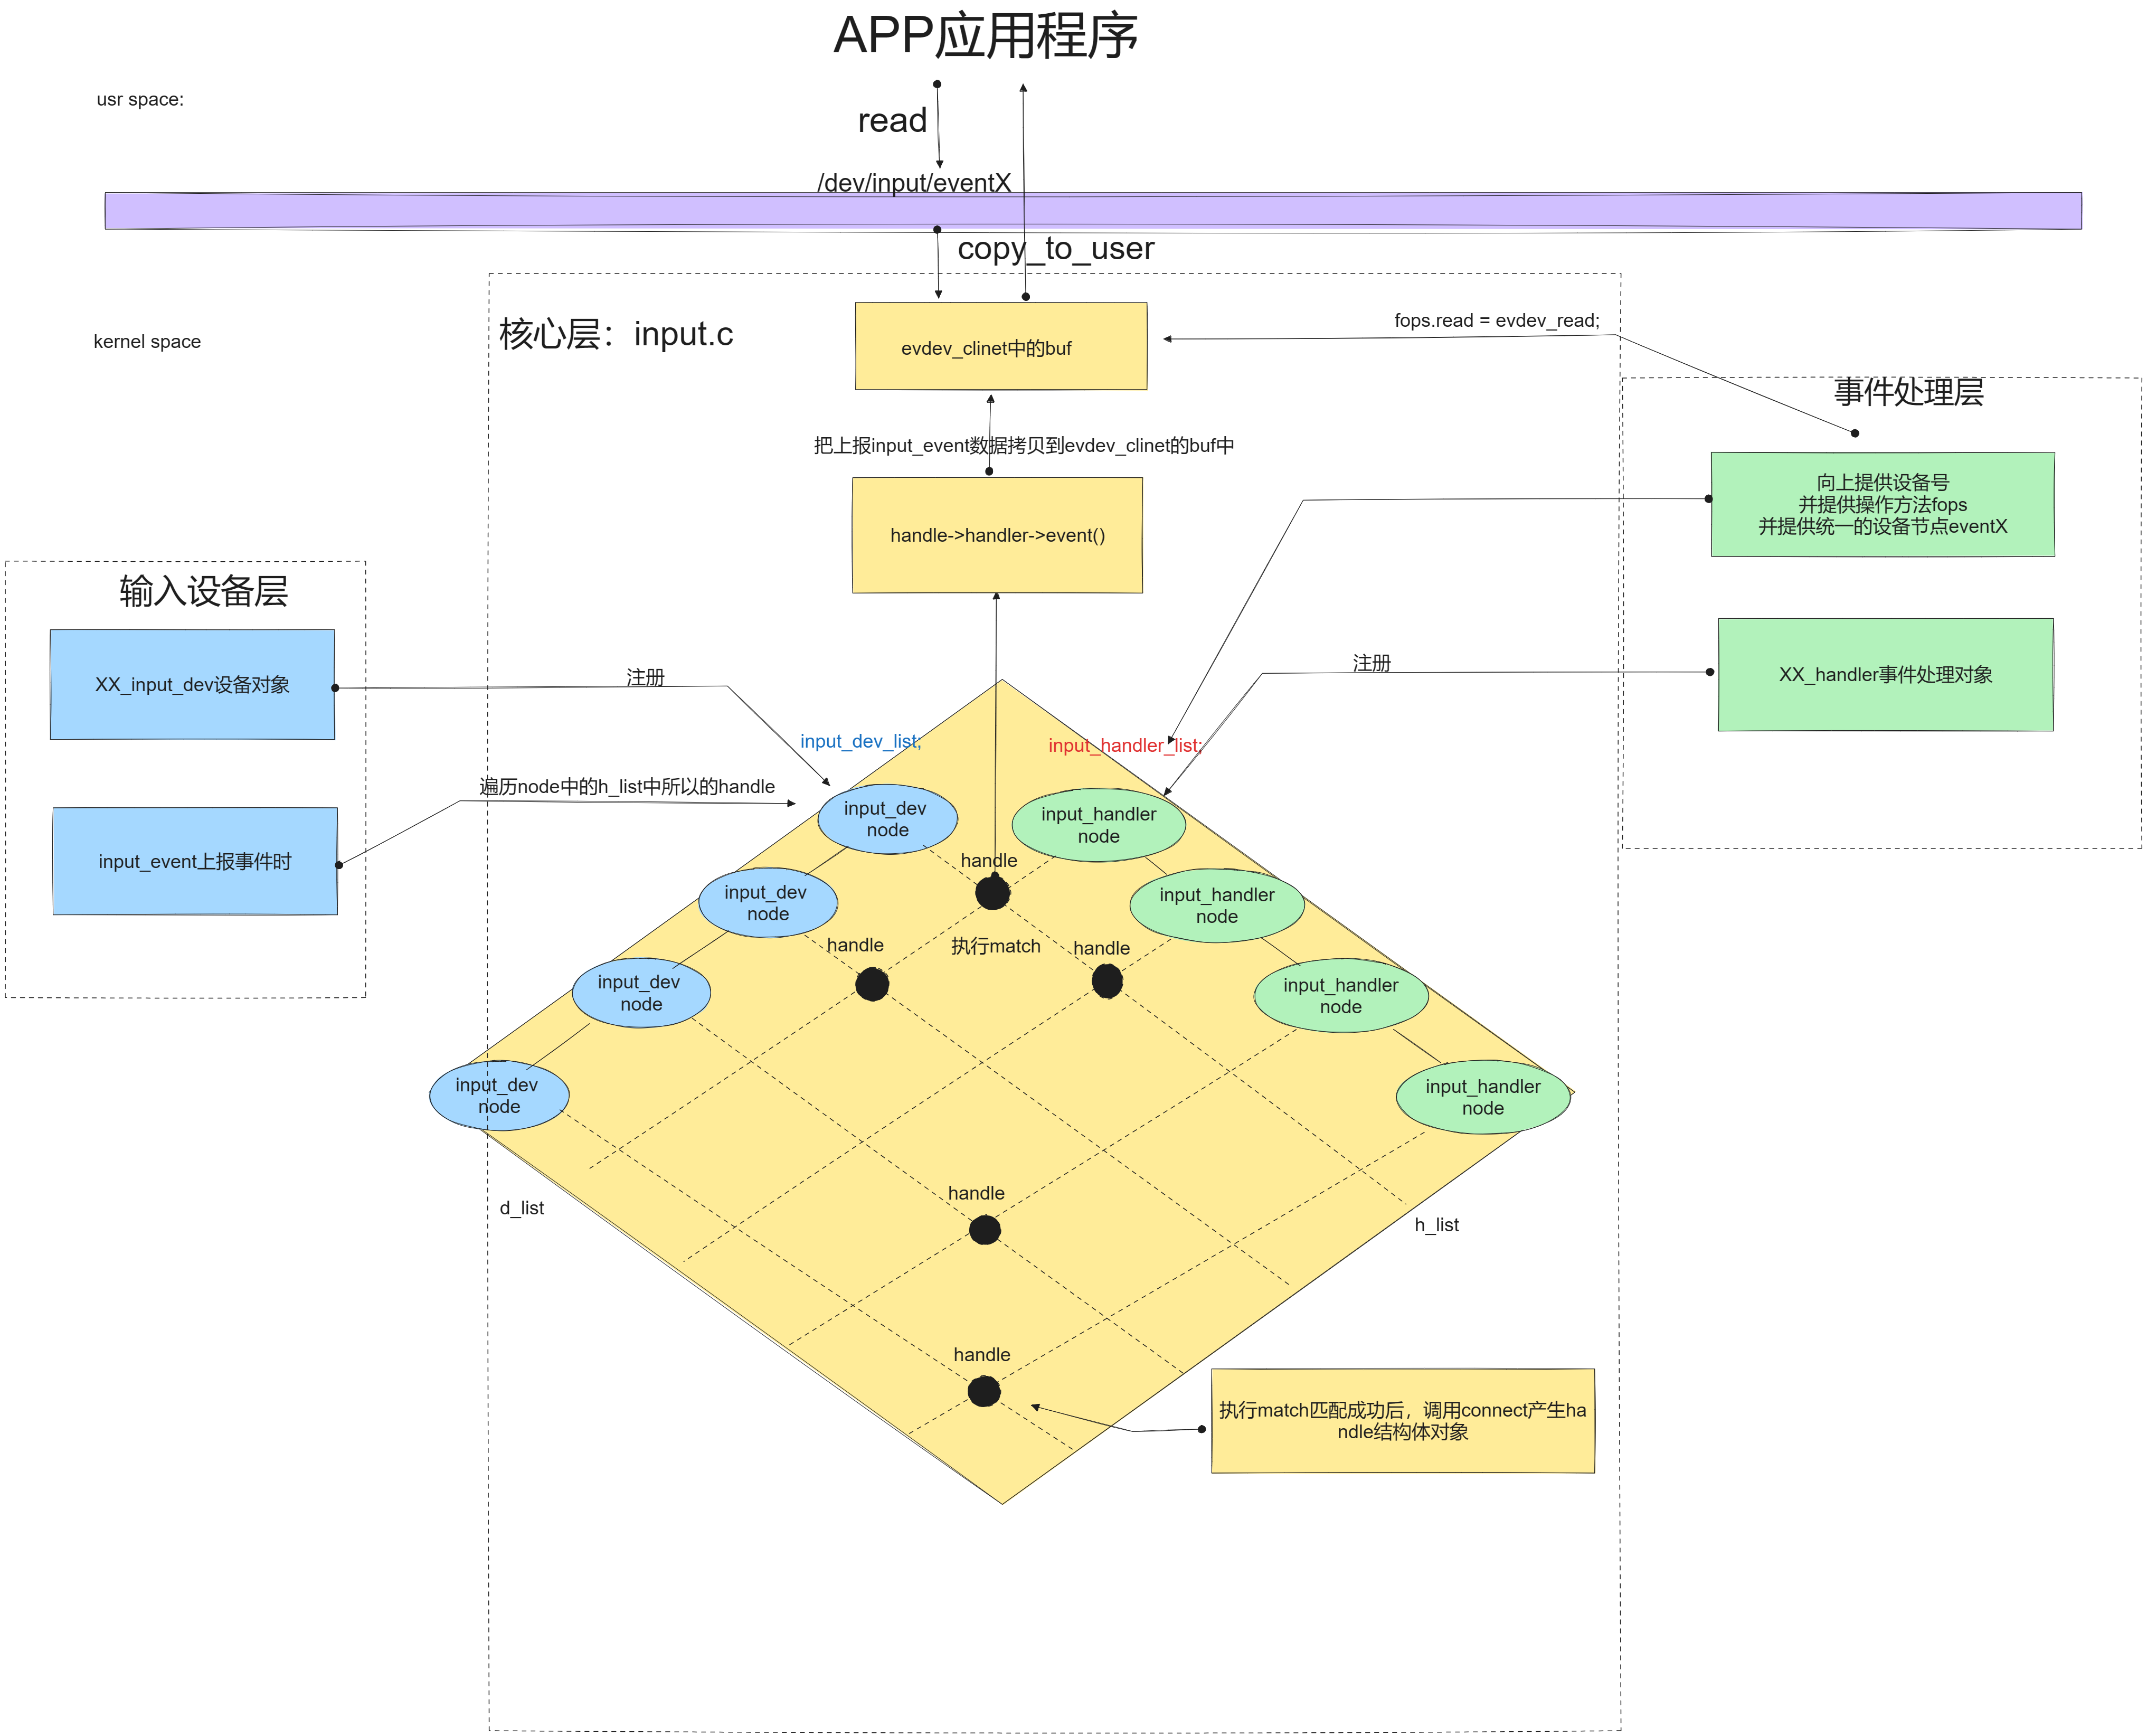 APP应用程序
usr space:
read
/dev/input/eventX
copy_to_user
kernel space
核心层：input.c
evdev_clinet中的buf
fops.read = evdev_read;
事件处理层
把上报input_event数据拷贝到evdev_clinet的buf中
向上提供设备号
并提供操作方法fops
并提供统一的设备节点eventX
handle->handler->event()
输入设备层
XX_input_dev设备对象
注册
注册
XX_handler事件处理对象
input_dev_list;
input_handler_list;
遍历node中的h_list中所以的handle
input_event上报事件时
input_dev
node
input_handler
node
handle
input_dev
node
input_handler
node
handle
执行match
handle
input_dev
node
input_handler
node
input_dev
node
input_handler
node
d_list
handle
h_list
handle
执行match匹配成功后，调用connect产生ha
ndle结构体对象